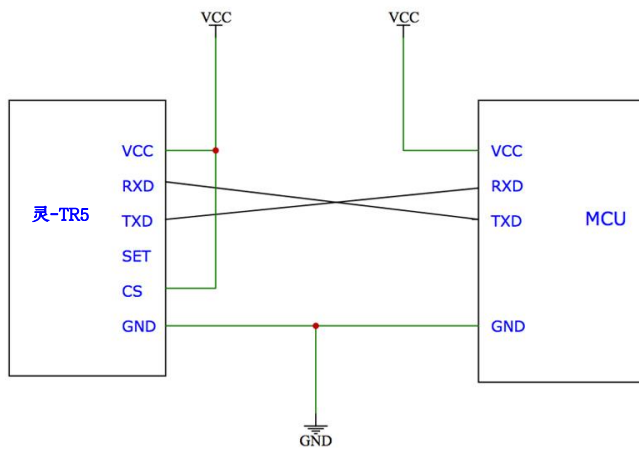 VCC
VCC
VCC
RXD
TXD
SET
CS
GND
灵-TR5
VCC
RXD
TXD
GND
MCU
GND